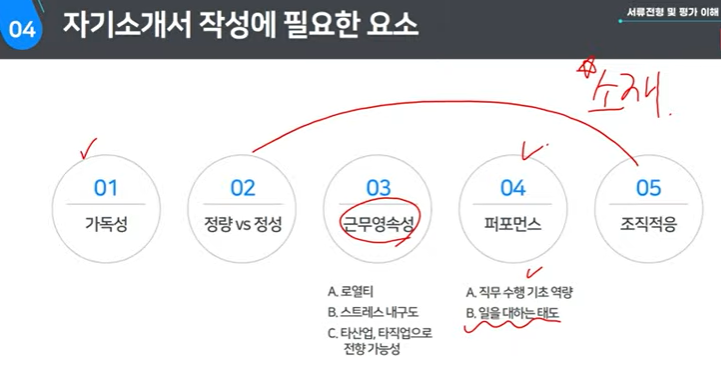 04 자기소개서 작성에 필요한 요소
서류전형 및 평가 이해
소재
01
가독성
02
정량 vs 정성
03
근무영속성
A. 로열티
B. 스트레스 내구도
C. 타산업, 타직업으로
전향 가능성
04
퍼포먼스
A. 직무 수행 기초 역량
B. 일을 대하는 태도
05
조직적응